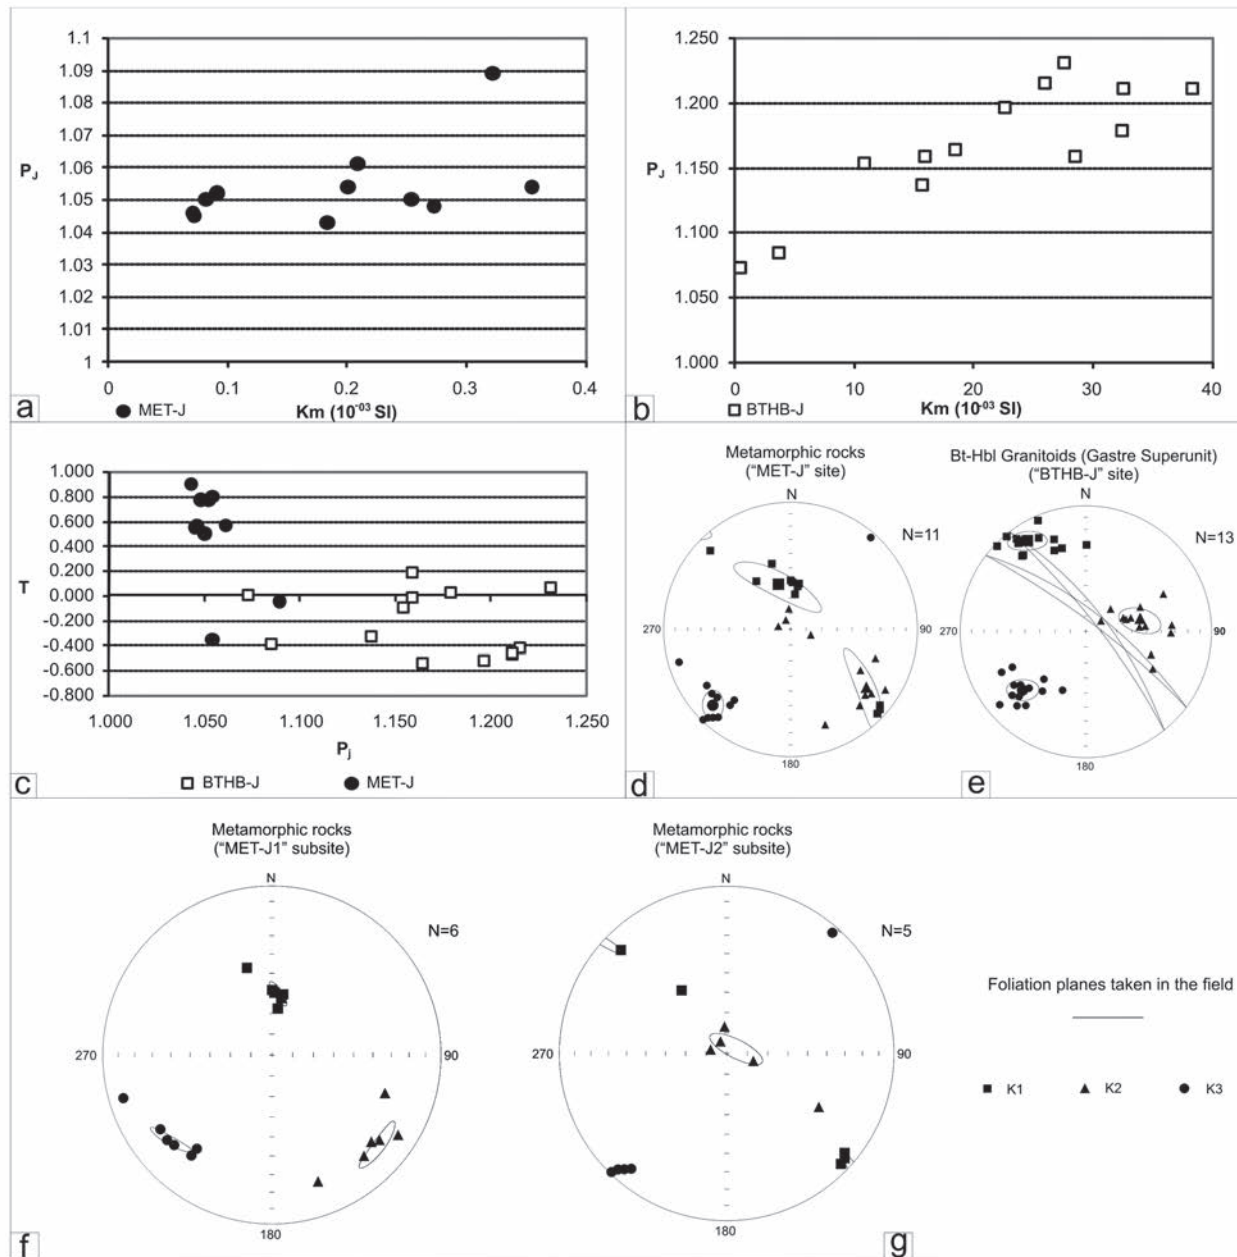 1.1
1.09
1.08
1.07
1.06
1.05
1.04
1.03
1.02
1.01
1
P_J
0 0.1 0.2 0.3 0.4
Km (10⁻⁰³ SI)
MET-J
a
1.250
1.200
1.150
1.100
1.050
1.000
P_J
0 10 20 30 40
Km (10⁻⁰³ SI)
BTHB-J
b
1.000
0.800
0.600
0.400
0.200
0.000
-0.200
-0.400
-0.600
-0.800
T
1.000 1.050 1.100 1.150 1.200 1.250
P_j
BTHB-J MET-J
c
Metamorphic rocks
("MET-J" site)
N
N=11
270 90
180
d
Bt-Hbl Granitoids (Gastre Superunit)
("BTHB-J" site)
N
N=13
270 90
180
e
Metamorphic rocks
("MET-J1" subsite)
N
N=6
270 90
180
f
Metamorphic rocks
("MET-J2" subsite)
N
N=5
270 90
180
g
Foliation planes taken in the field
K1 K2 K3